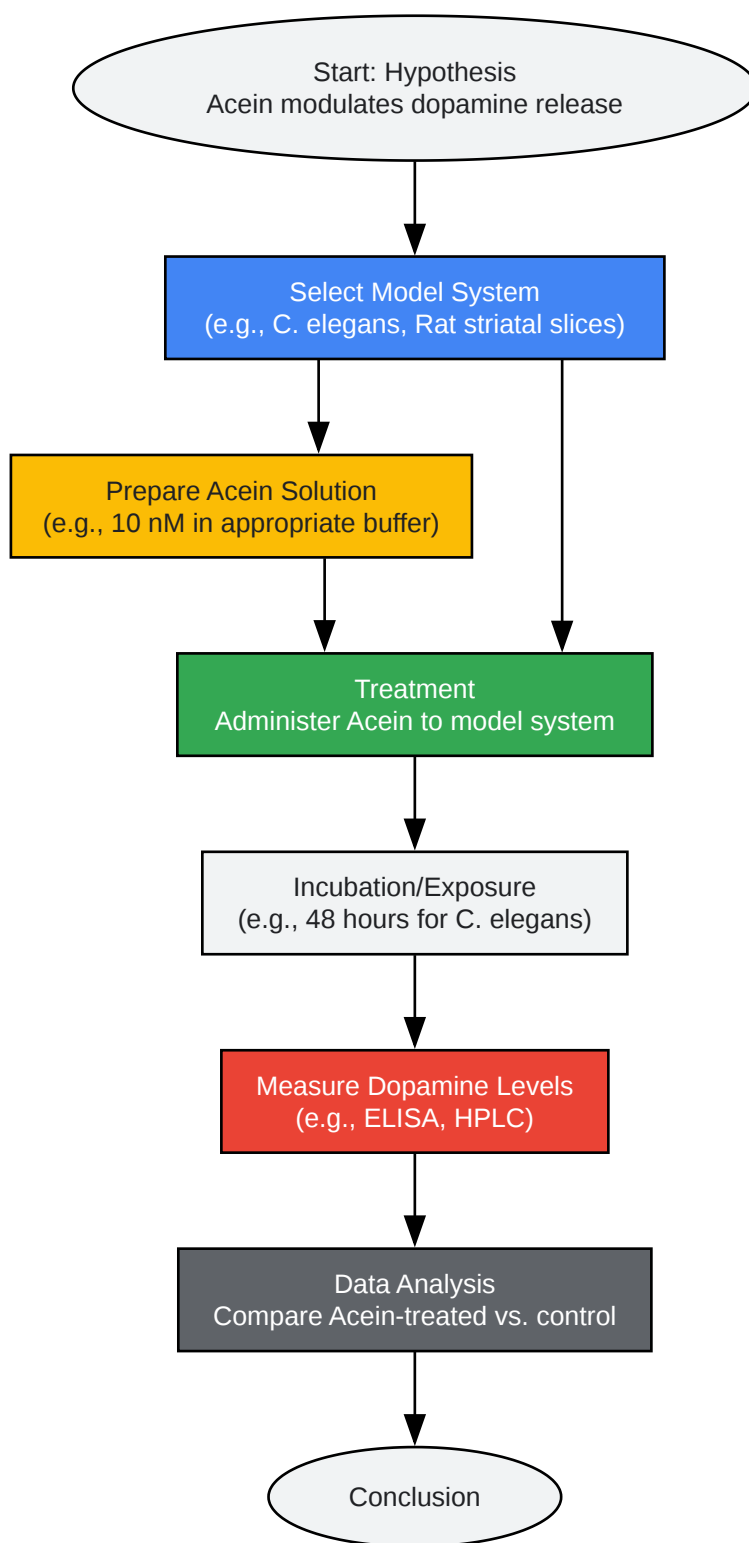 Start: Hypothesis
Acein modulates dopamine release
Select Model System
(e.g., C. elegans, Rat striatal slices)
Prepare Acein Solution
(e.g., 10 nM in appropriate buffer)
Treatment
Administer Acein to model system
Incubation/Exposure
(e.g., 48 hours for C. elegans)
Measure Dopamine Levels
(e.g., ELISA, HPLC)
Data Analysis
Compare Acein-treated vs. control
Conclusion